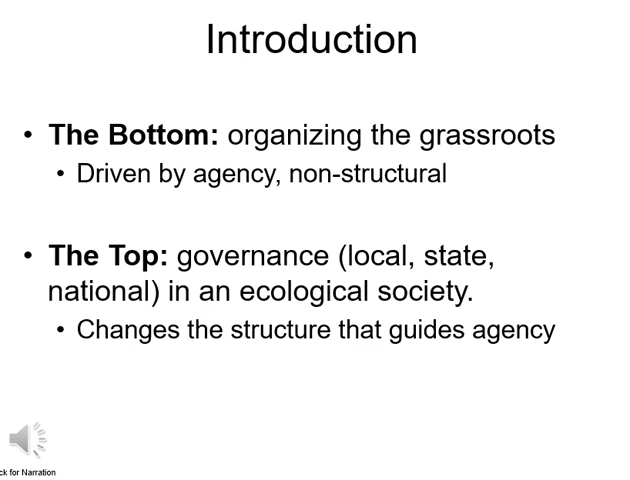 Introduction
• The Bottom: organizing the grassroots
• Driven by agency, non-structural
• The Top: governance (local, state,
national) in an ecological society.
• Changes the structure that guides agency
ck for Narration